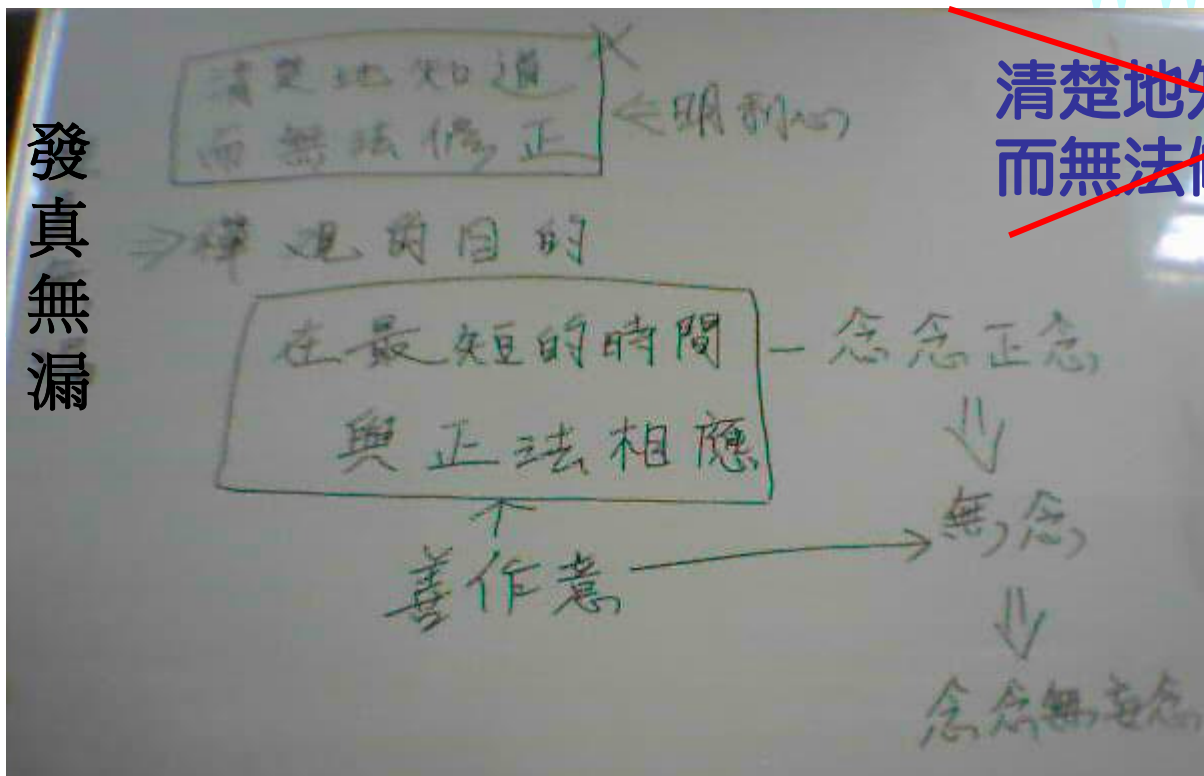 發真無漏
清楚地知道
而無法修正
←明利心
清楚地
而無法
⇒禪觀的目的
在最短的時間 - 念念正念
與正法相應
⇓
善作意 → 無念
⇓
念念無妄念